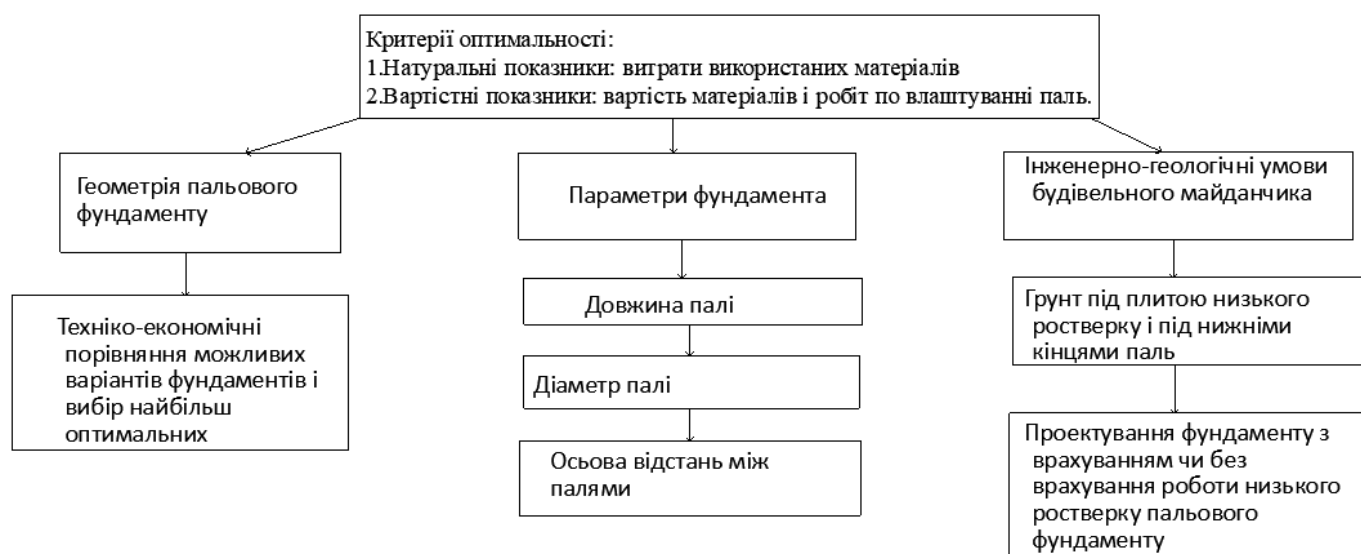 Критерії оптимальності:
1.Натуральні показники: витрати використаних матеріалів
2.Вартістні показники: вартість матеріалів і робіт по влаштуванні паль.
Геометрія пальового
фундаменту
Техніко-економічні
порівняння можливих
варіантів фундаментів і
вибір найбільш
оптимальних
Параметри фундамента
Довжина палі
Діаметр палі
Осьова відстань між
палями
Інженерно-геологічні умови
будівельного майданчика
Грунт під плитою низького
ростверку і під нижніми
кінцями паль
Проектування фундаменту з
врахуванням чи без
врахування роботи низького
ростверку пальового
фундаменту